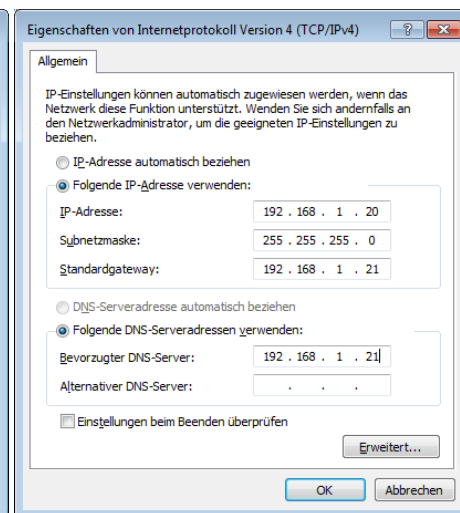 Eigenschaften von Internetprotokoll Version 4 (TCP/IPv4)
Allgemein
IP-Einstellungen können automatisch zugewiesen werden, wenn das
Netzwerk diese Funktion unterstützt. Wenden Sie sich andernfalls an
den Netzwerkadministrator, um die geeigneten IP-Einstellungen zu
beziehen.
IP-Adresse automatisch beziehen
Folgende IP-Adresse verwenden:
IP-Adresse: 192 . 168 . 1 . 20
Subnetzmaske: 255 . 255 . 255 . 0
Standardgateway: 192 . 168 . 1 . 21
DNS-Serveradresse automatisch beziehen
Folgende DNS-Serveradressen verwenden:
Bevorzugter DNS-Server: 192 . 168 . 1 . 21
Alternativer DNS-Server: . . .
Einstellungen beim Beenden überprüfen
Erweitert...
OK Abbrechen